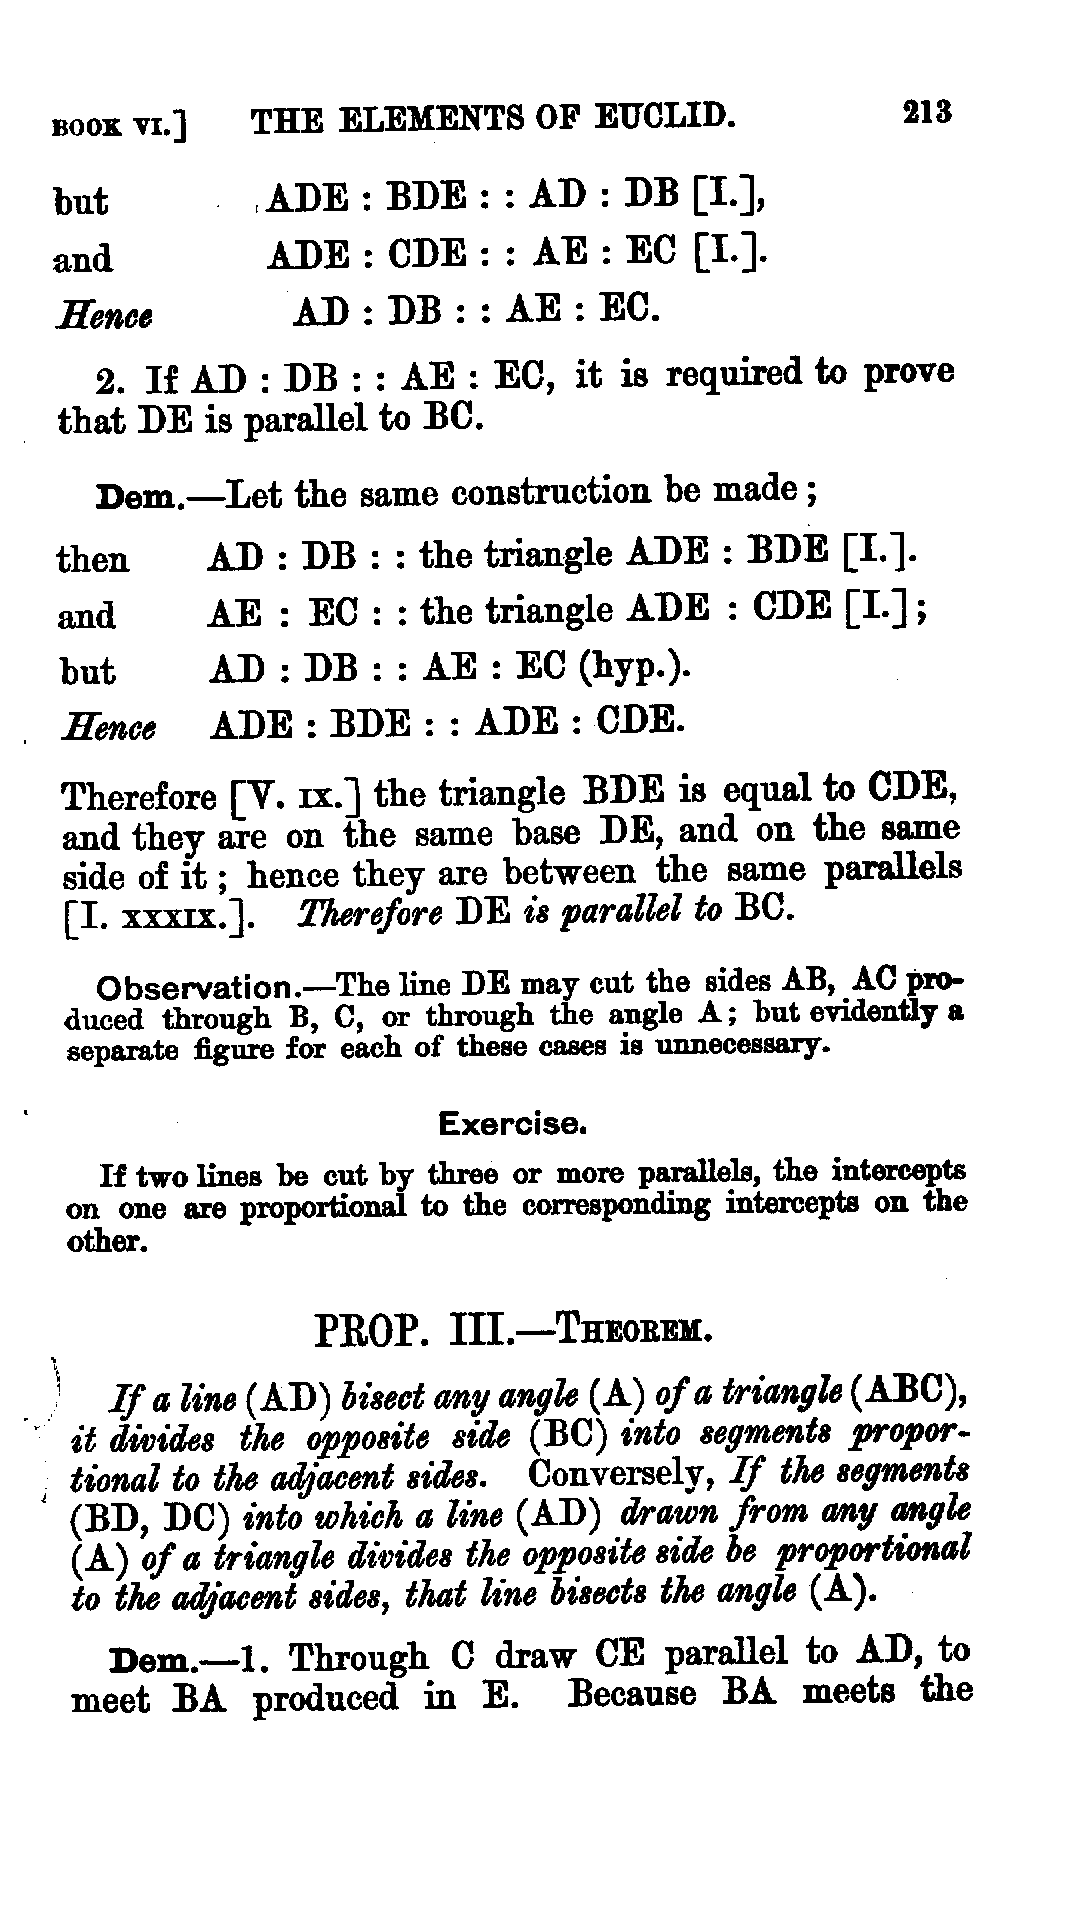 BOOK VI.] THE ELEMENTS OF EUCLID. 213
but ADE : BDE : : AD : DB [I.],
and ADE : CDE : : AE : EC [I.].
Hence AD : DB : : AE : EC.
2. If AD : DB : : AE : EC, it is required to prove
that DE is parallel to BC.
Dem.—Let the same construction be made;
then AD : DB : : the triangle ADE : BDE [I.].
and AE : EC : : the triangle ADE : CDE [I.];
but AD : DB : : AE : EC (hyp.).
Hence ADE : BDE : : ADE : CDE.
Therefore [V. IX.] the triangle BDE is equal to CDE,
and they are on the same base DE, and on the same
side of it; hence they are between the same parallels
[I. XXXIX.]. Therefore DE is parallel to BC.
Observation.—The line DE may cut the sides AB, AC pro-
duced through B, C, or through the angle A; but evidently a
separate figure for each of these cases is unnecessary.
Exercise.
If two lines be cut by three or more parallels, the intercepts
on one are proportional to the corresponding intercepts on the
other.
PROP. III.—THEOREM.
If a line (AD) bisect any angle (A) of a triangle (ABC),
it divides the opposite side (BC) into segments propor-
tional to the adjacent sides. Conversely, If the segments
(BD, DC) into which a line (AD) drawn from any angle
(A) of a triangle divides the opposite side be proportional
to the adjacent sides, that line bisects the angle (A).
Dem.—1. Through C draw CE parallel to AD, to
meet BA produced in E. Because BA meets the